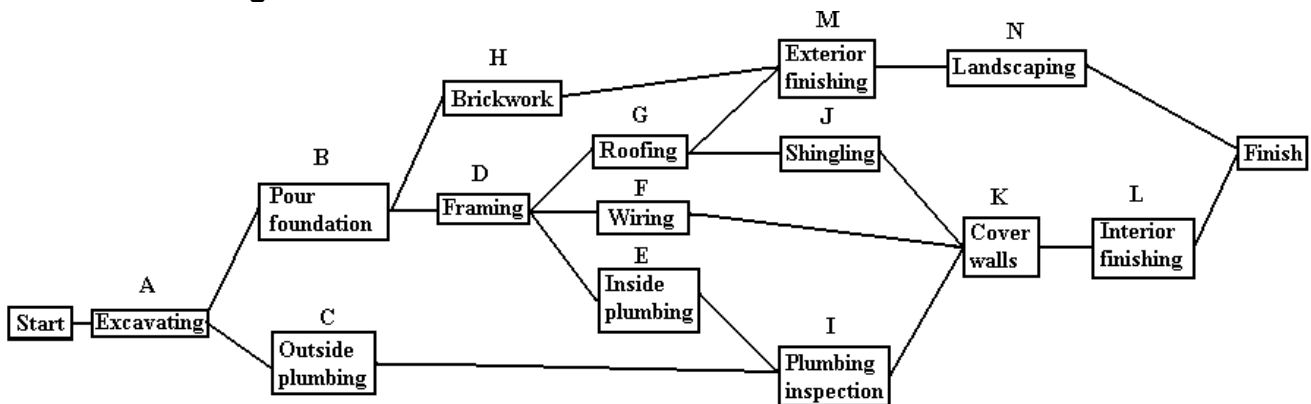 M
N
H
Exterior
finishing
Landscaping
Brickwork
G
J
Roofing
Shingling
Finish
B
D
F
Pour
foundation
Framing
Wiring
K
L
Cover
walls
Interior
finishing
E
Inside
plumbing
A
Start
Excavating
C
Outside
plumbing
I
Plumbing
inspection